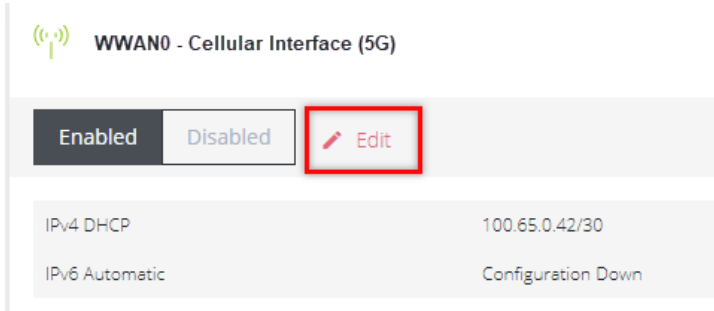 WWAN0 - Cellular Interface (5G)
Enabled Disabled Edit
IPv4 DHCP 100.65.0.42/30
IPv6 Automatic Configuration Down